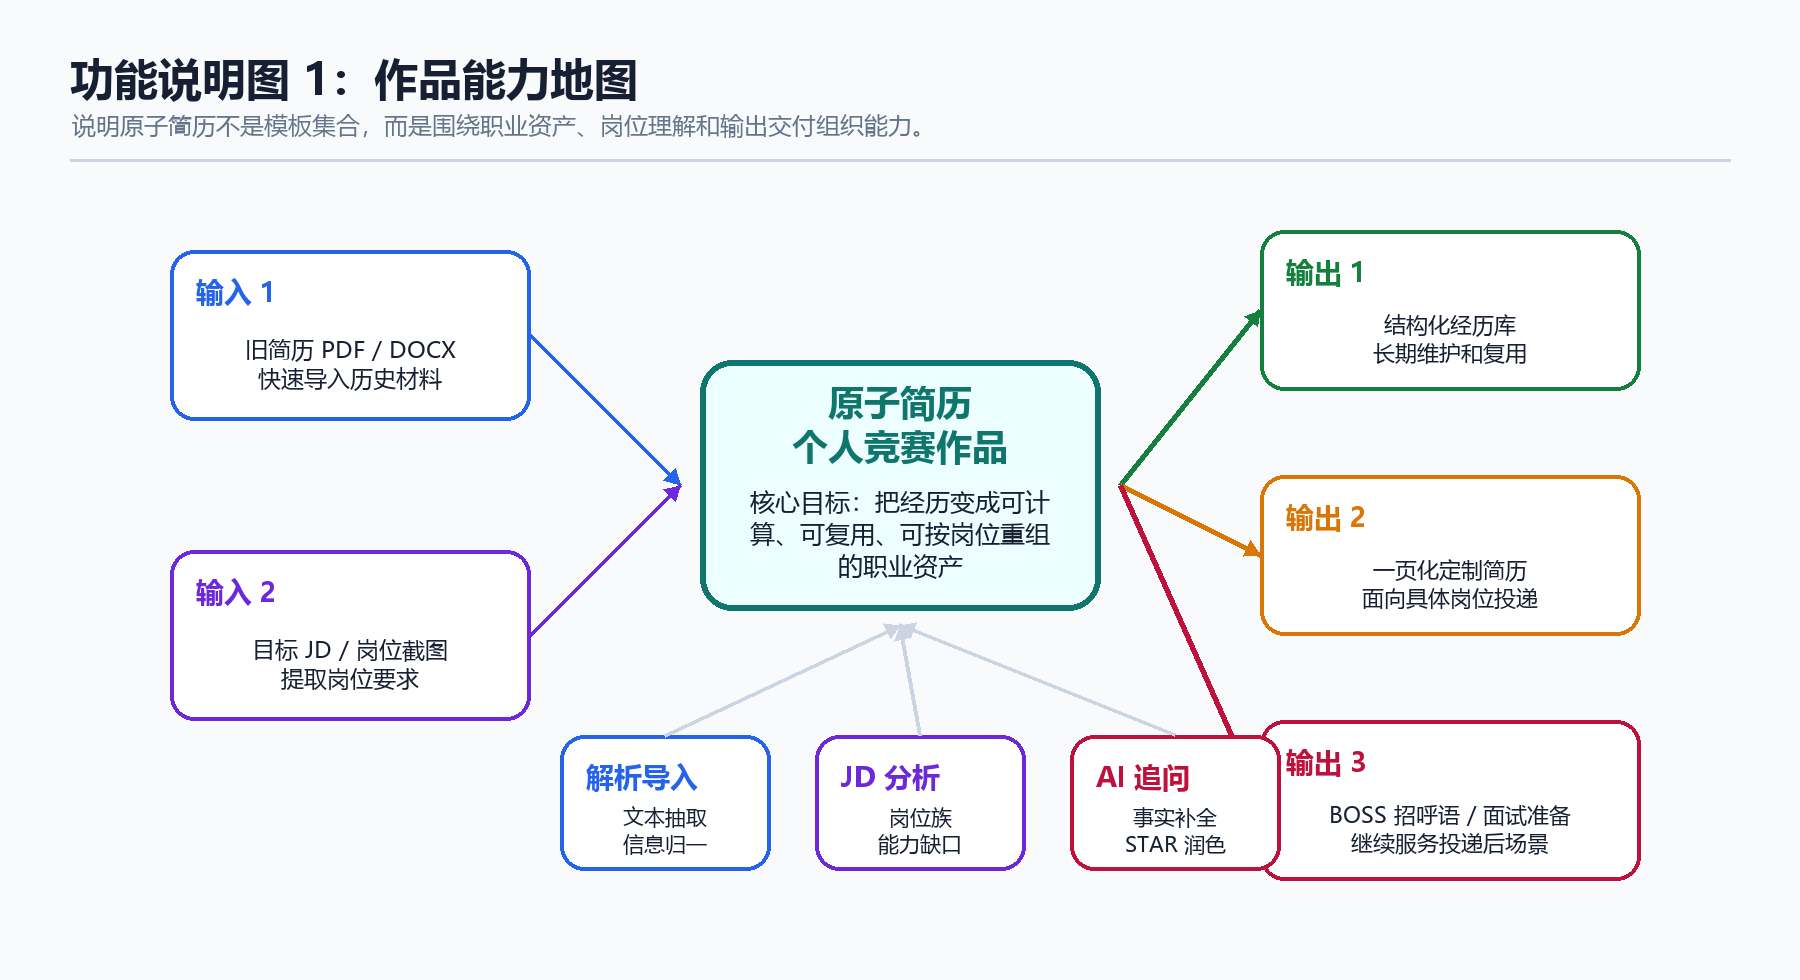 功能说明图 1：作品能力地图
说明原子简历不是模板集合，而是围绕职业资产、岗位理解和输出交付组织能力。
输入 1
旧简历 PDF / DOCX
快速导入历史材料
输入 2
目标 JD / 岗位截图
提取岗位要求
原子简历
个人竞赛作品
核心目标：把经历变成可计
算、可复用、可按岗位重组
的职业资产
输出 1
结构化经历库
长期维护和复用
输出 2
一页化定制简历
面向具体岗位投递
输出 3
BOSS 招呼语 / 面试准备
继续服务投递后场景
解析导入
文本抽取
信息归一
JD 分析
岗位族
能力缺口
AI 追问
事实补全
STAR 润色